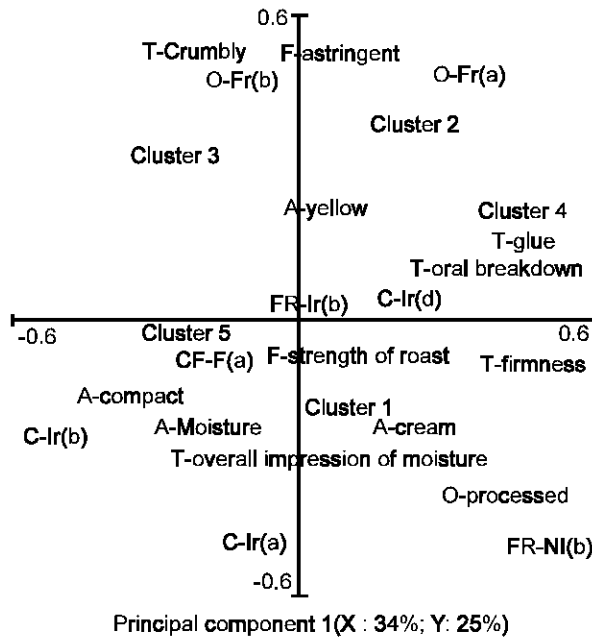 0.6
T-Crumbly F-astringent
O-Fr(b) O-Fr(a)
Cluster 2
Cluster 3
A-yellow Cluster 4
T-glue
T-oral breakdown
FR-Ir(b) C-Ir(d)
-0.6 0.6
Cluster 5
CF-F(a) F-strength of roast T-firmness
A-compact
Cluster 1
C-Ir(b) A-Moisture A-cream
T-overall impression of moisture
O-processed
C-Ir(a) FR-NI(b)
-0.6
Principal component 1(X : 34%; Y: 25%)